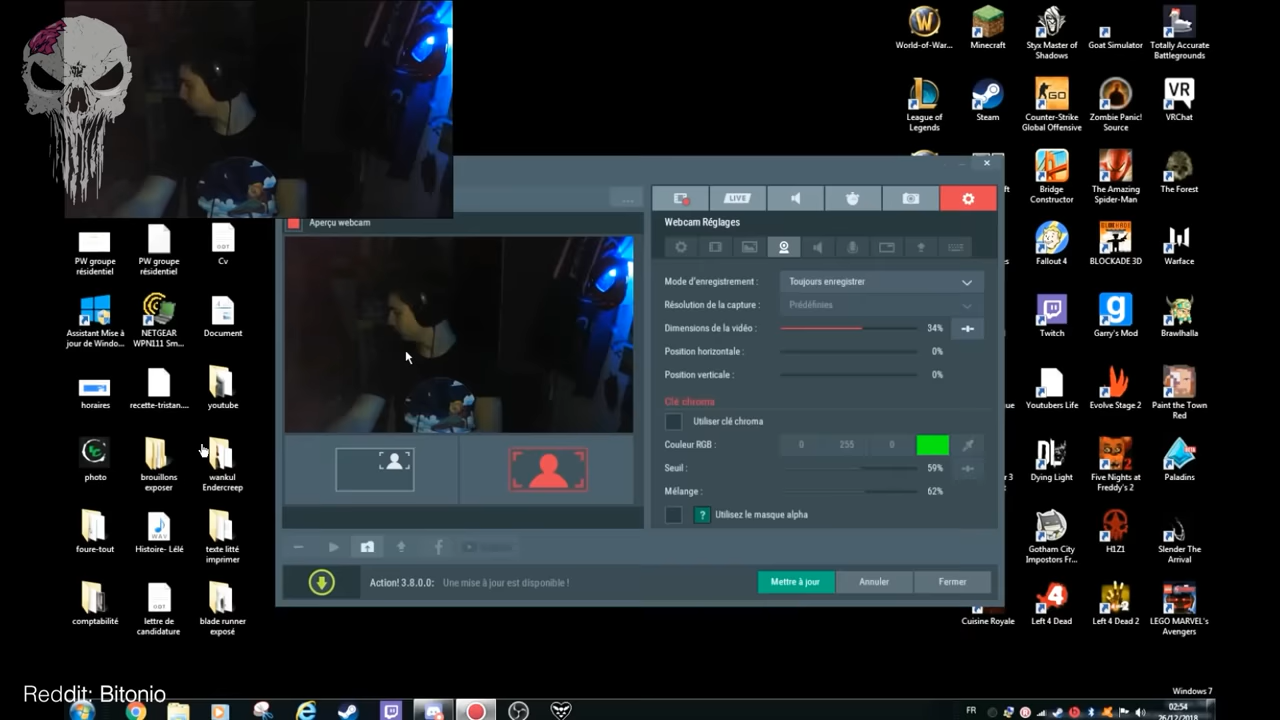 World-of-War...
Minecraft
Styx Master of
Shadows
Goat Simulator
Totally Accurate
Battlegrounds
League of
Legends
Steam
Counter-Strike
Global Offensive
Zombie Panic!
Source
VRChat
VR
GO
LIVE
...
Aperçu webcam
Webcam Réglages
Bridge
Constructor
The Amazing
Spider-Man
The Forest
PW groupe
résidentiel
PW groupe
résidentiel
Cv
ODT
Mode d'enregistrement :
Toujours enregistrer
Résolution de la capture :
Prédéfinies
Dimensions de la vidéo :
34%
Position horizontale :
0%
Position verticale :
0%
Fallout 4
BLOCKADE
BLOCKADE 3D
Warface
Assistant Mise à
jour de Windo...
NETGEAR
WPN111 Sm...
Document
Twitch
Garry's Mod
Brawlhalla
horaires
recette-tristan....
youtube
Clé chroma
Utiliser clé chroma
Couleur RGB :
0
255
0
Seuil :
59%
Mélange :
62%
?
Utilisez le masque alpha
ue
Youtubers Life
Evolve Stage 2
Paint the Town
Red
photo
brouillons
exposer
wankul
Endercreep
DL
Dying Light
Five Nights at
Freddy's 2
Paladins
foure-tout
WAV
Histoire- Lélé
texte litté
imprimer
Gotham City
Impostors Fr...
H1Z1
Slender The
Arrival
Action! 3.8.0.0:
Une mise à jour est disponible !
Mettre à jour
Annuler
Fermer
comptabilité
ODT
lettre de
candidature
blade runner
exposé
Cuisine Royale
Left 4 Dead
Left 4 Dead 2
LEGO MARVEL's
Avengers
Reddit: Bitonio
Windows 7
FR
02:54
26/12/2018